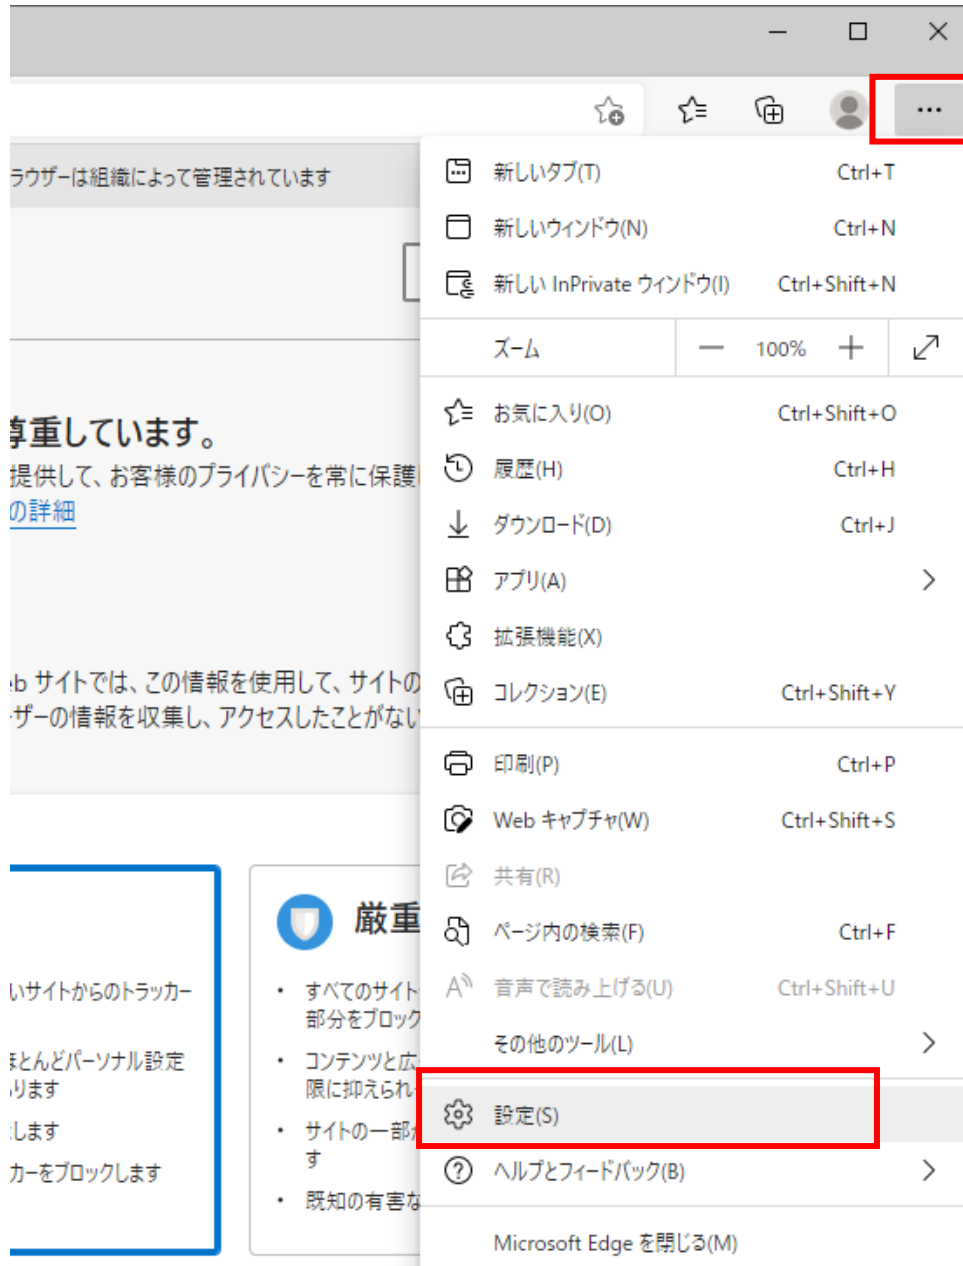 ラウザーは組織によって管理されています
新しいタブ(T) Ctrl+T
新しいウィンドウ(N) Ctrl+N
新しい InPrivate ウィンドウ(I) Ctrl+Shift+N
ズーム 100%
お気に入り(O) Ctrl+Shift+O
履歴(H) Ctrl+H
ダウンロード(D) Ctrl+J
アプリ(A)
拡張機能(X)
コレクション(E) Ctrl+Shift+Y
印刷(P) Ctrl+P
Web キャプチャ(W) Ctrl+Shift+S
共有(R)
ページ内の検索(F) Ctrl+F
音声で読み上げる(U) Ctrl+Shift+U
その他のツール(L)
設定(S)
ヘルプとフィードバック(B)
Microsoft Edge を閉じる(M)
尊重しています。
提供して、お客様のプライバシーを常に保護
の詳細
eb サイトでは、この情報を使用して、サイトの
ーザーの情報を収集し、アクセスしたことがない
いサイトからのトラッカー
ほとんどパーソナル設定
ります
します
カーをブロックします
厳重
• すべてのサイト
部分をブロック
• コンテンツと広
限に抑えられ
• サイトの一部
す
• 既知の有害な